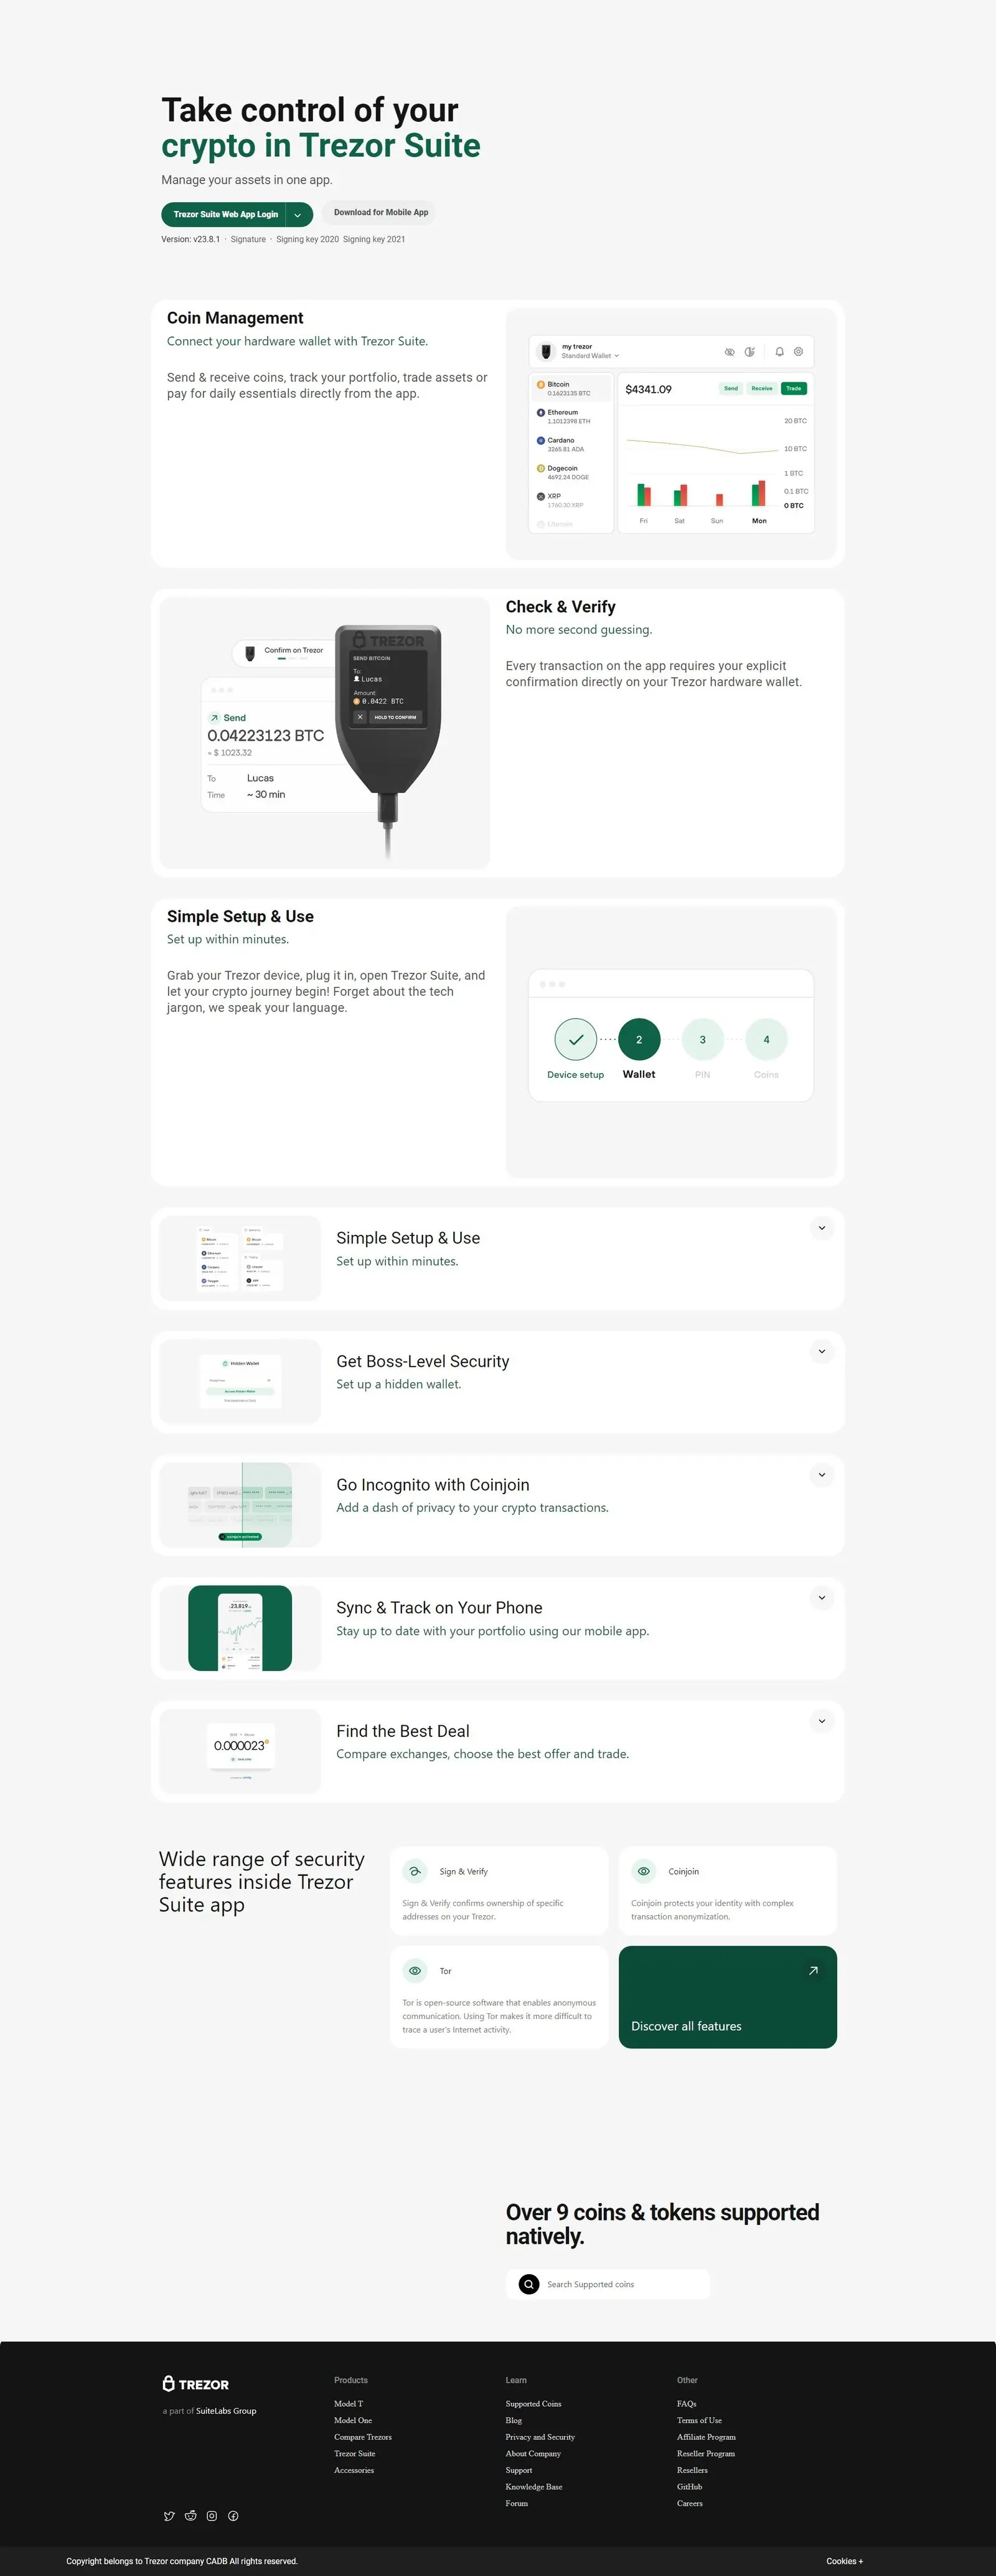 Take control of your
crypto in Trezor Suite
Manage your assets in one app.
Trezor Suite Web App Login
Download for Mobile App
Version: v23.8.1 · Signature · Signing key 2020 Signing key 2021
Coin Management
Connect your hardware wallet with Trezor Suite.
Send & receive coins, track your portfolio, trade assets or
pay for daily essentials directly from the app.
my trezor
Standard Wallet
Bitcoin
0.1623135 BTC
Ethereum
1.1012398 ETH
Cardano
3265.81 ADA
Dogecoin
4692.24 DOGE
XRP
1760.30 XRP
Litecoin
$4341.09
Send
Receive
Trade
20 BTC
10 BTC
1 BTC
0.1 BTC
0 BTC
Fri
Sat
Sun
Mon
Confirm on Trezor
Send
0.04223123 BTC
≈ $ 1023.32
To Lucas
Time ~ 30 min
TREZOR
SEND BITCOIN
To:
Lucas
Amount:
0.0422 BTC
HOLD TO CONFIRM
Check & Verify
No more second guessing.
Every transaction on the app requires your explicit
confirmation directly on your Trezor hardware wallet.
Simple Setup & Use
Set up within minutes.
Grab your Trezor device, plug it in, open Trezor Suite, and
let your crypto journey begin! Forget about the tech
jargon, we speak your language.
2
3
4
Device setup
Wallet
PIN
Coins
Simple Setup & Use
Set up within minutes.
Hidden Wallet
Get Boss-Level Security
Set up a hidden wallet.
Go Incognito with Coinjoin
Add a dash of privacy to your crypto transactions.
23,819
Sync & Track on Your Phone
Stay up to date with your portfolio using our mobile app.
0.000023
Find the Best Deal
Compare exchanges, choose the best offer and trade.
Wide range of security
features inside Trezor
Suite app
Sign & Verify
Sign & Verify confirms ownership of specific
addresses on your Trezor.
Coinjoin
Coinjoin protects your identity with complex
transaction anonymization.
Tor
Tor is open-source software that enables anonymous
communication. Using Tor makes it more difficult to
trace a user's Internet activity.
Discover all features
Over 9 coins & tokens supported
natively.
Search Supported coins
TREZOR
a part of SuiteLabs Group
Products
Model T
Model One
Compare Trezors
Trezor Suite
Accessories
Learn
Supported Coins
Blog
Privacy and Security
About Company
Support
Knowledge Base
Forum
Other
FAQs
Terms of Use
Affiliate Program
Reseller Program
Resellers
GitHub
Careers
Copyright belongs to Trezor company CADB All rights reserved.
Cookies +